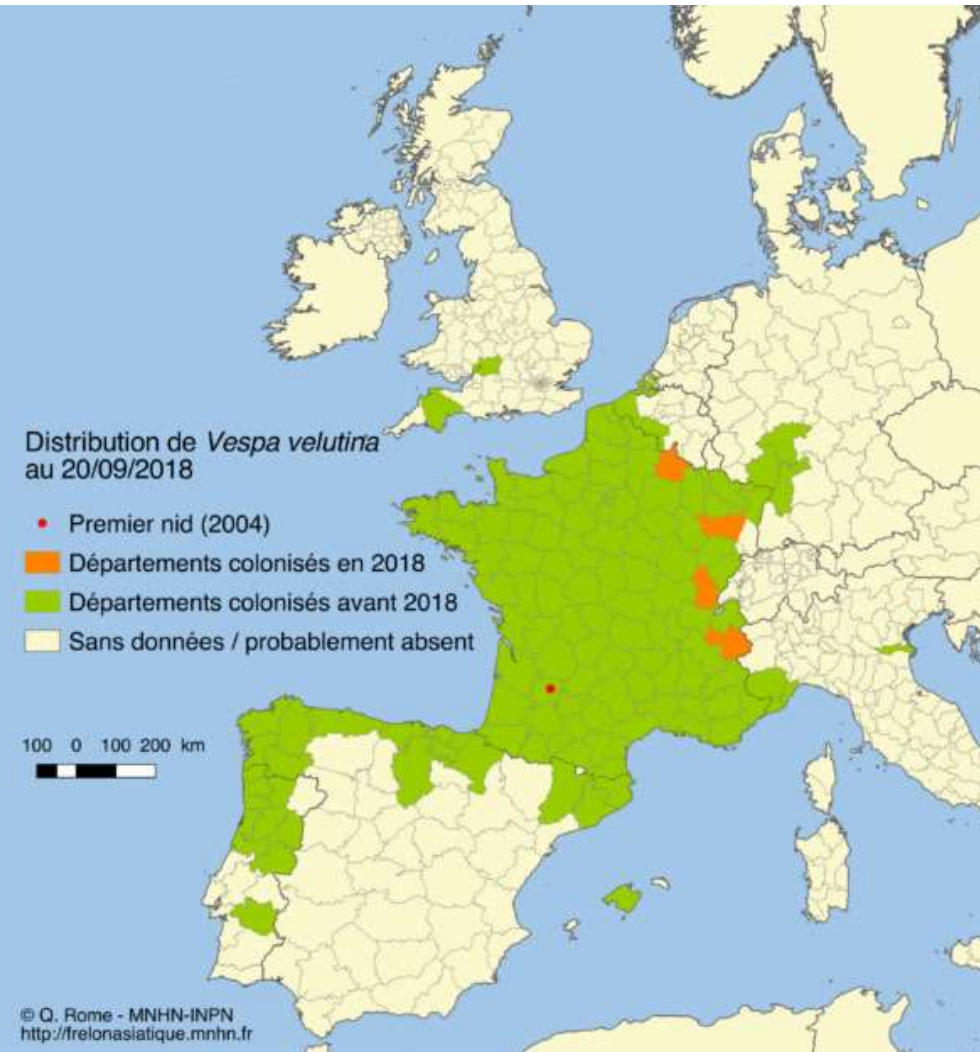 Distribution de Vespa velutina
au 20/09/2018
Premier nid (2004)
Départements colonisés en 2018
Départements colonisés avant 2018
Sans données / probablement absent
100 0 100 200 km
© Q. Rome - MNHN-INPN
http://frelonasiatique.mnhn.fr